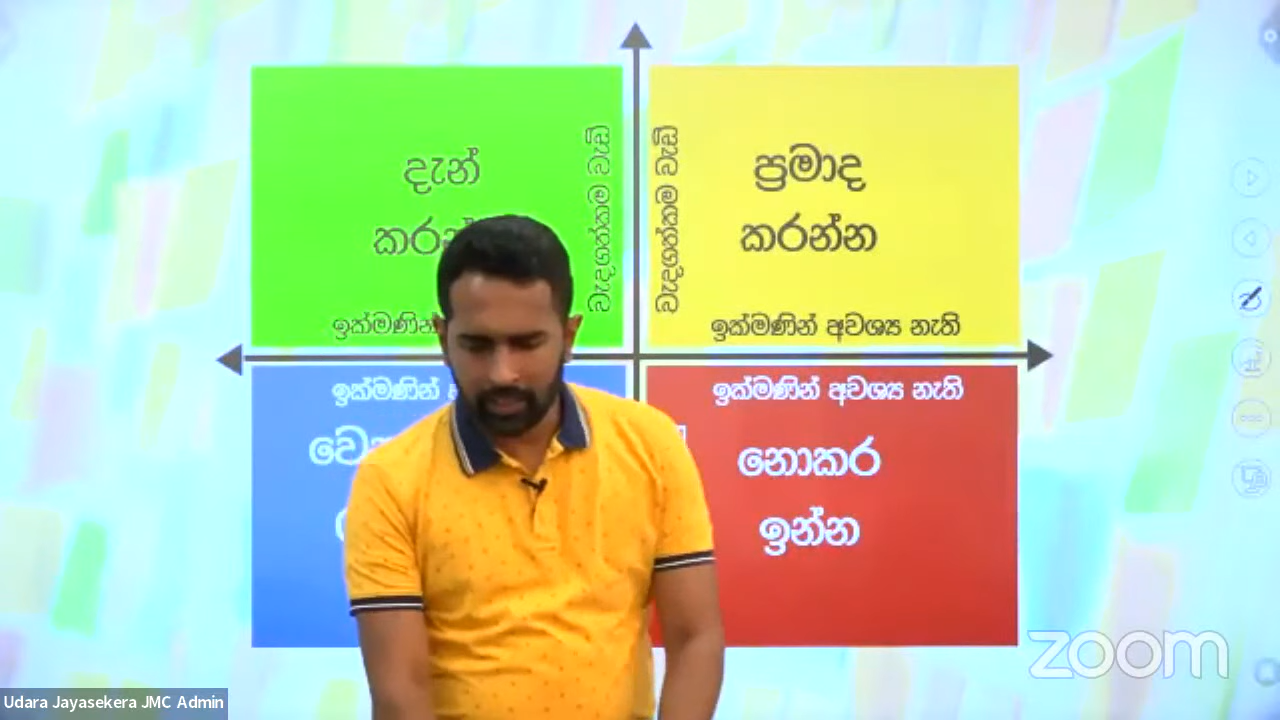 දැන්
බැදගත්කම වැඩි
බැදගත්කම වැඩි
ප්‍රමාද
කරන්න
ඉක්මණින්
ඉක්මණින් අවශ්‍ය නැති
ඉක්මණින්
ඉක්මණින් අවශ්‍ය නැති
නොකර
ඉන්න
zoom
Udara Jayasekera JMC Admin